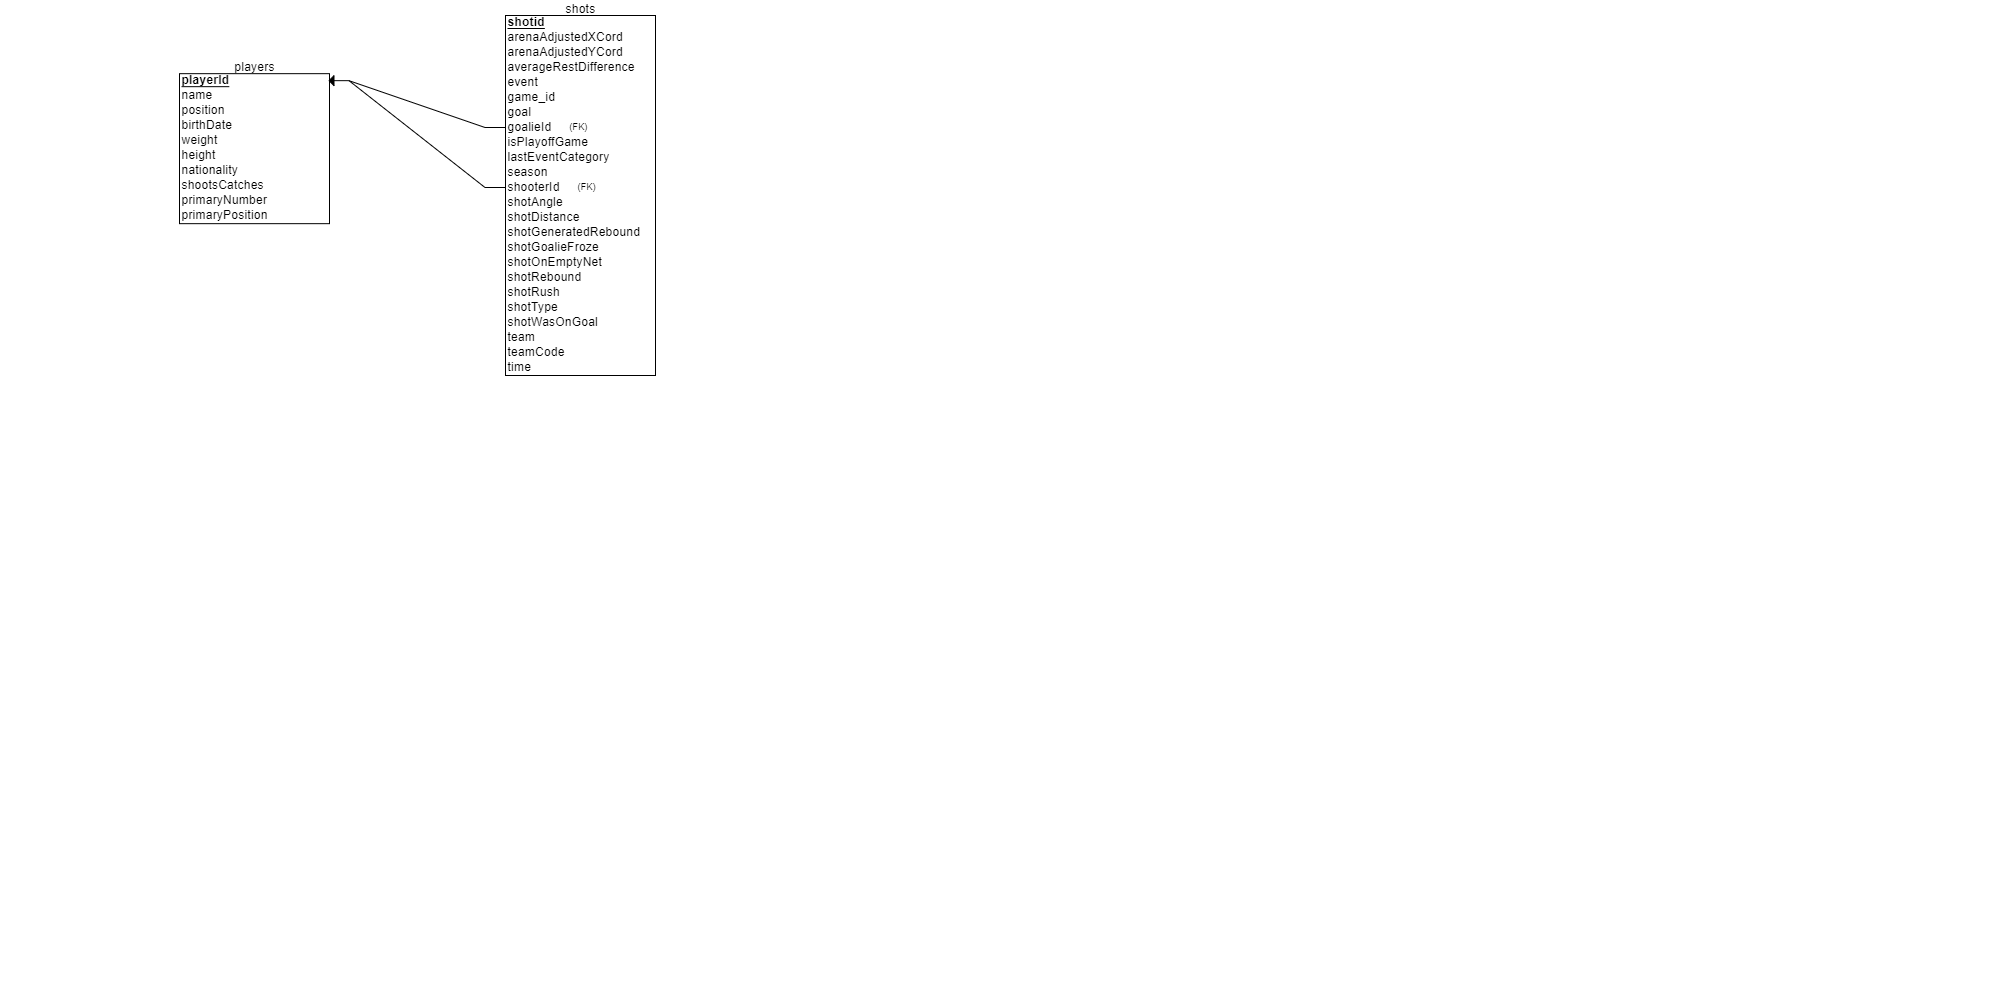 players
playerId
name
position
birthDate
weight
height
nationality
shootsCatches
primaryNumber
primaryPosition
shots
shotid
arenaAdjustedXCord
arenaAdjustedYCord
averageRestDifference
event
game_id
goal
goalieId (FK)
isPlayoffGame
lastEventCategory
season
shooterId (FK)
shotAngle
shotDistance
shotGeneratedRebound
shotGoalieFroze
shotOnEmptyNet
shotRebound
shotRush
shotType
shotWasOnGoal
team
teamCode
time